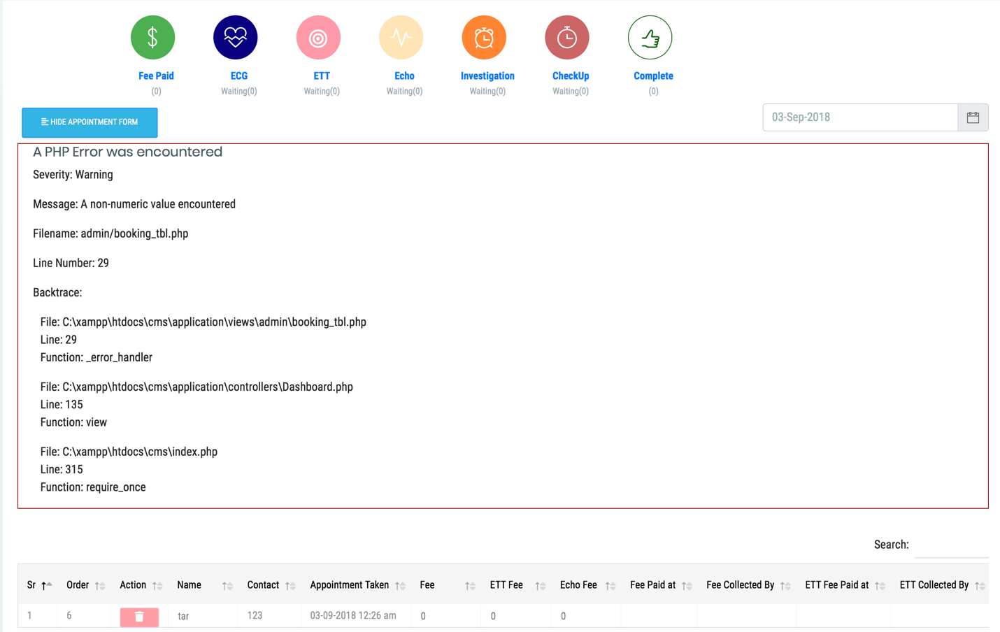 Fee Paid ECG ETT Echo Investigation CheckUp Complete
(0) Waiting(0) Waiting(0) Waiting(0) Waiting(0) Waiting(0) (0)
HIDE APPOINTMENT FORM
03-Sep-2018
A PHP Error was encountered
Severity: Warning
Message: A non-numeric value encountered
Filename: admin/booking_tbl.php
Line Number: 29
Backtrace:
File: C:\xampp\htdocs\cms\application\views\admin\booking_tbl.php
Line: 29
Function: _error_handler
File: C:\xampp\htdocs\cms\application\controllers\Dashboard.php
Line: 135
Function: view
File: C:\xampp\htdocs\cms\index.php
Line: 315
Function: require_once
Search:
Sr Order Action Name Contact Appointment Taken Fee ETT Fee Echo Fee Fee Paid at Fee Collected By ETT Fee Paid at ETT Collected By
1 6 tar 123 03-09-2018 12:26 am 0 0 0